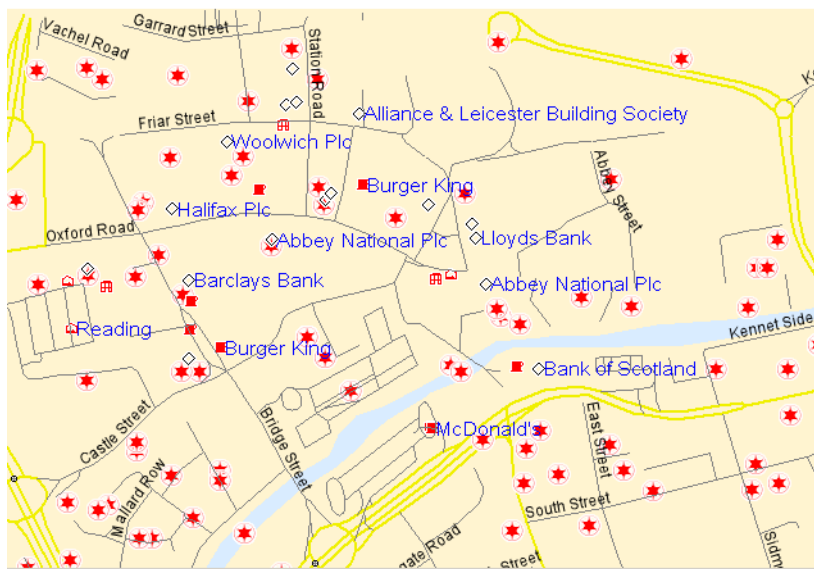 Garrard Street
Vachel Road
Station Road
Friar Street
Alliance & Leicester Building Society
Woolwich Plc
Abbey Street
Burger King
Halifax Plc
Oxford Road
Abbey National Plc
Lloyds Bank
Barclays Bank
Abbey National Plc
Reading
Kennet Side
Burger King
Bank of Scotland
Castle Street
Bridge Street
McDonald's
East Street
Mallard Row
South Street
gate Road
Street
Sidm